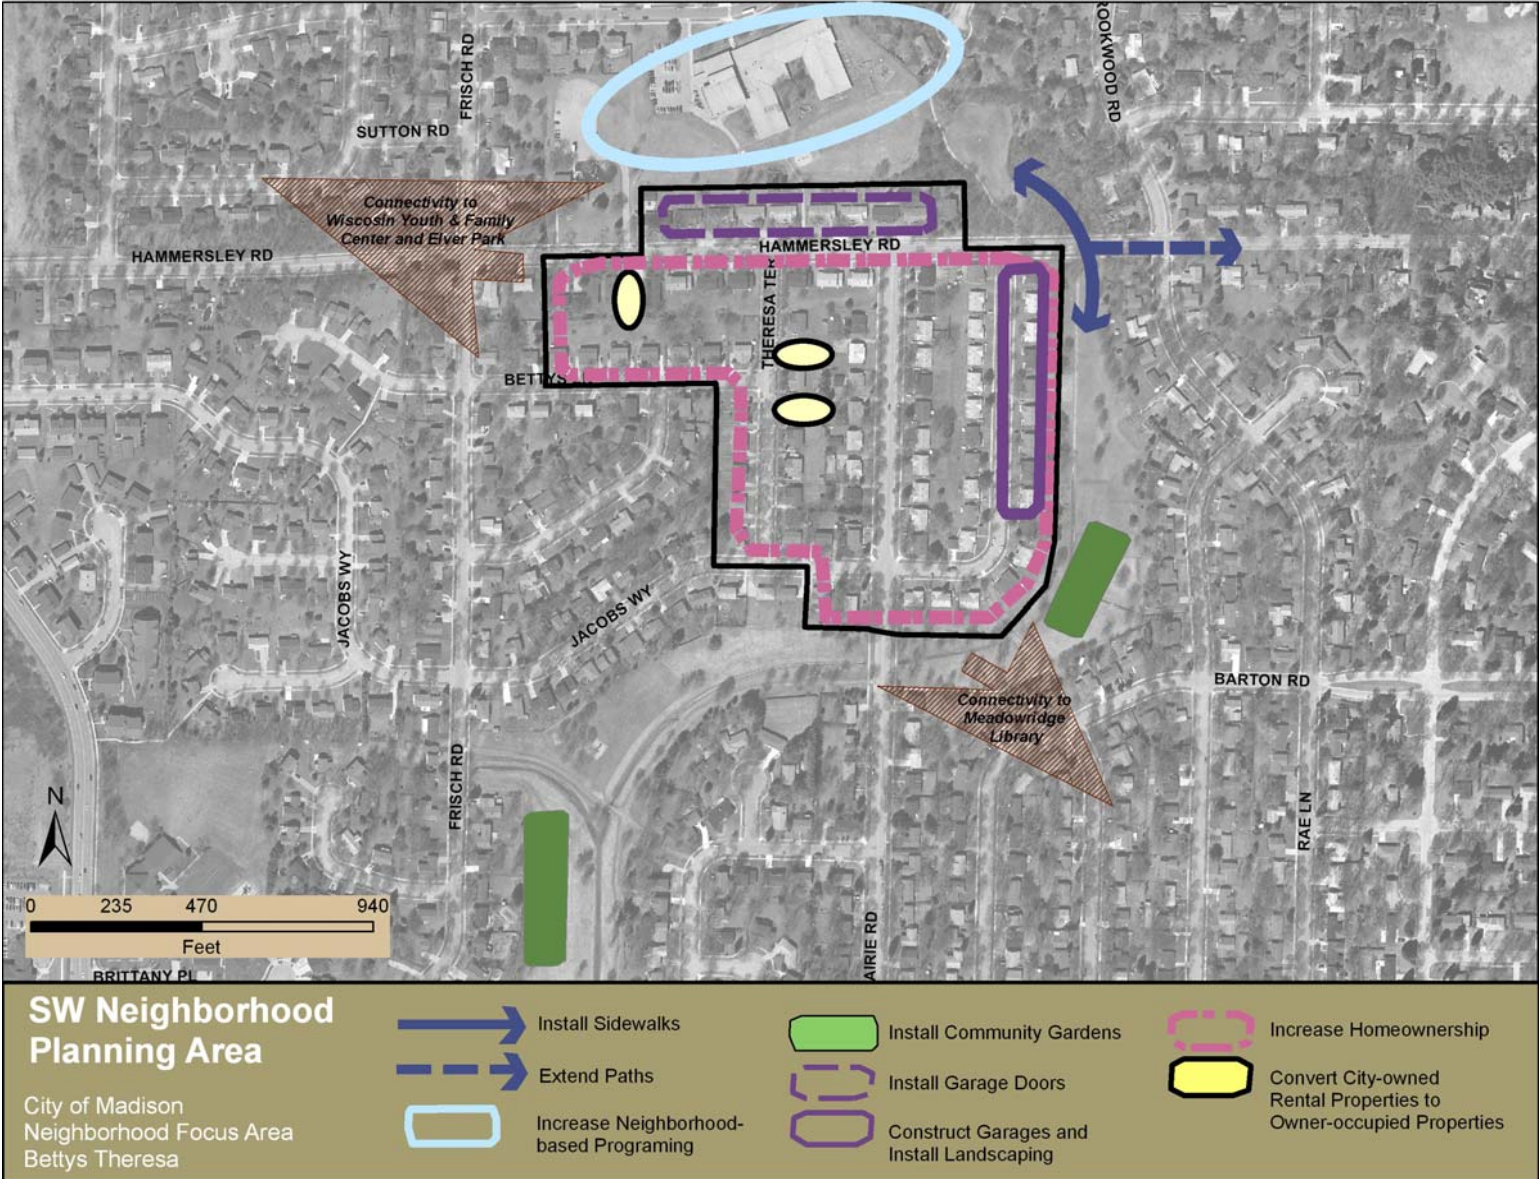 ROOKWOOD RD
FRISCH RD
SUTTON RD
Connectivity to
Wiscosin Youth & Family
Center and Elver Park
HAMMERSLEY RD
HAMMERSLEY RD
THERESA TER
BETTYS
JACOBS WY
JACOBS WY
BARTON RD
Connectivity to
Meadowridge
Library
FRISCH RD
RAE LN
AIRIE RD
N
0 235 470 940
Feet
BRITTANY PL
SW Neighborhood
Planning Area
City of Madison
Neighborhood Focus Area
Bettys Theresa
Install Sidewalks
Extend Paths
Increase Neighborhood-
based Programing
Install Community Gardens
Install Garage Doors
Construct Garages and
Install Landscaping
Increase Homeownership
Convert City-owned
Rental Properties to
Owner-occupied Properties